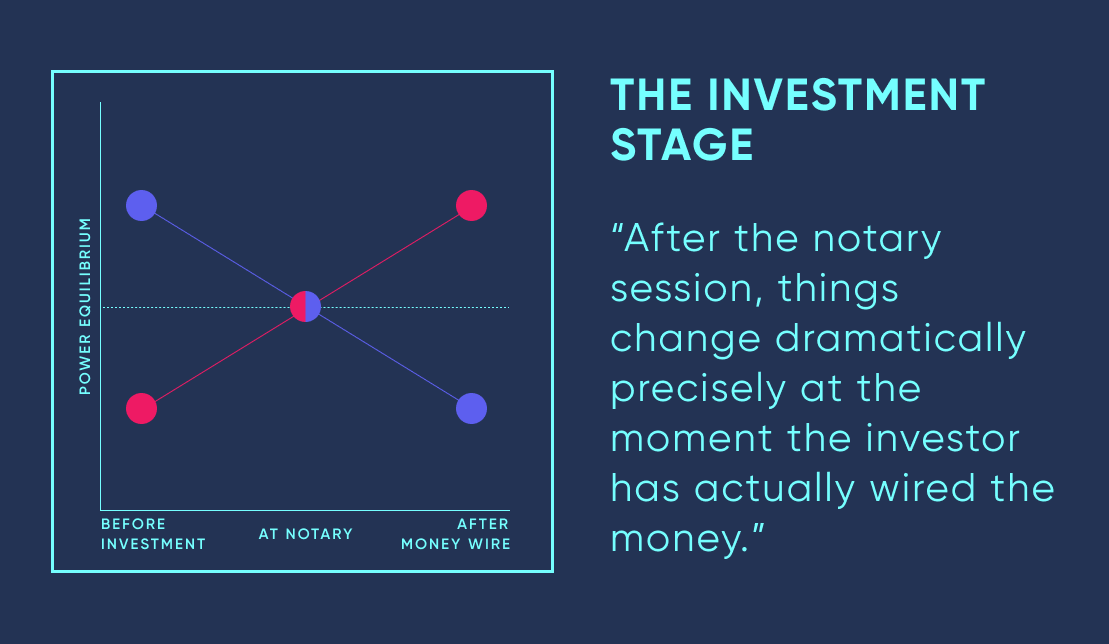 POWER EQUILIBRIUM
BEFORE
INVESTMENT
AT NOTARY
AFTER
MONEY WIRE
THE INVESTMENT
STAGE
“After the notary
session, things
change dramatically
precisely at the
moment the investor
has actually wired the
money.”